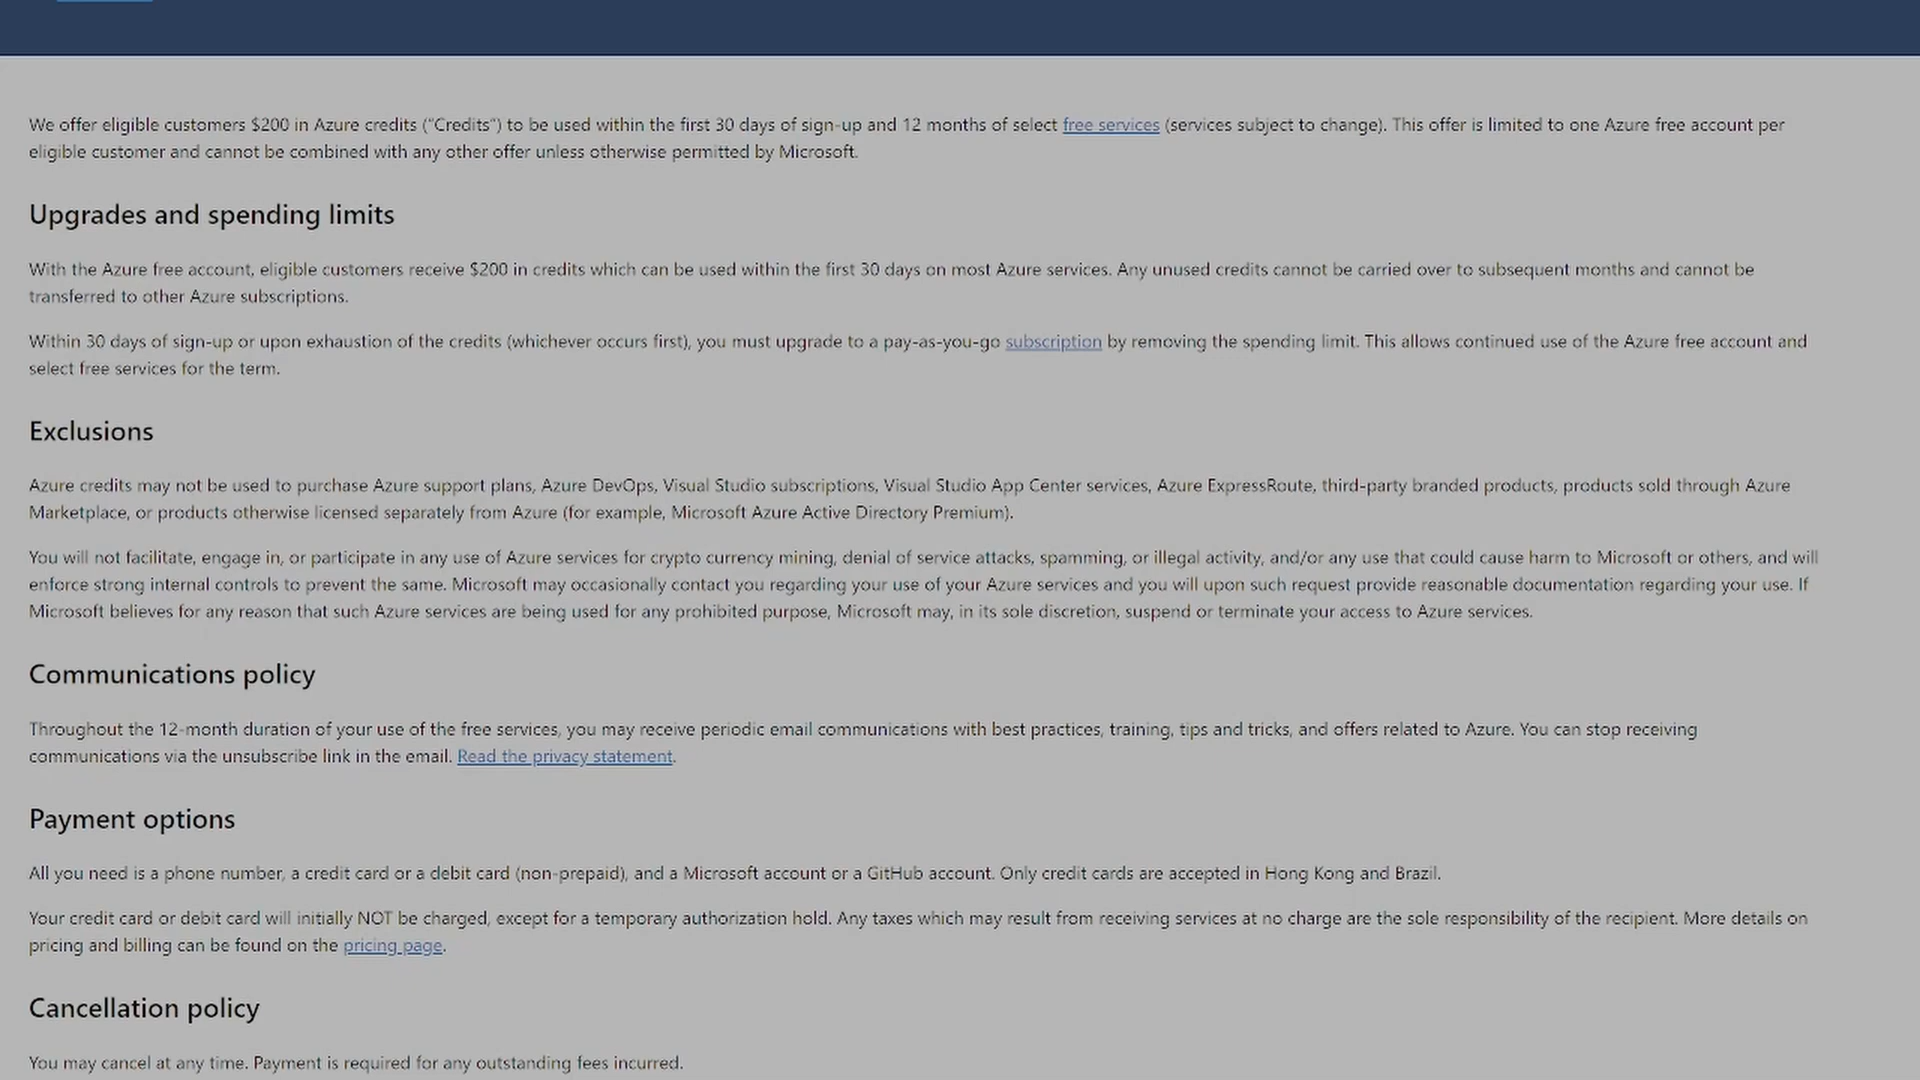 We offer eligible customers $200 in Azure credits (“Credits”) to be used within the first 30 days of sign-up and 12 months of select free services (services subject to change). This offer is limited to one Azure free account per
eligible customer and cannot be combined with any other offer unless otherwise permitted by Microsoft.
Upgrades and spending limits
With the Azure free account, eligible customers receive $200 in credits which can be used within the first 30 days on most Azure services. Any unused credits cannot be carried over to subsequent months and cannot be
transferred to other Azure subscriptions.
Within 30 days of sign-up or upon exhaustion of the credits (whichever occurs first), you must upgrade to a pay-as-you-go subscription by removing the spending limit. This allows continued use of the Azure free account and
select free services for the term.
Exclusions
Azure credits may not be used to purchase Azure support plans, Azure DevOps, Visual Studio subscriptions, Visual Studio App Center services, Azure ExpressRoute, third-party branded products, products sold through Azure
Marketplace, or products otherwise licensed separately from Azure (for example, Microsoft Azure Active Directory Premium).
You will not facilitate, engage in, or participate in any use of Azure services for crypto currency mining, denial of service attacks, spamming, or illegal activity, and/or any use that could cause harm to Microsoft or others, and will
enforce strong internal controls to prevent the same. Microsoft may occasionally contact you regarding your use of your Azure services and you will upon such request provide reasonable documentation regarding your use. If
Microsoft believes for any reason that such Azure services are being used for any prohibited purpose, Microsoft may, in its sole discretion, suspend or terminate your access to Azure services.
Communications policy
Throughout the 12-month duration of your use of the free services, you may receive periodic email communications with best practices, training, tips and tricks, and offers related to Azure. You can stop receiving
communications via the unsubscribe link in the email. Read the privacy statement.
Payment options
All you need is a phone number, a credit card or a debit card (non-prepaid), and a Microsoft account or a GitHub account. Only credit cards are accepted in Hong Kong and Brazil.
Your credit card or debit card will initially NOT be charged, except for a temporary authorization hold. Any taxes which may result from receiving services at no charge are the sole responsibility of the recipient. More details on
pricing and billing can be found on the pricing page.
Cancellation policy
You may cancel at any time. Payment is required for any outstanding fees incurred.